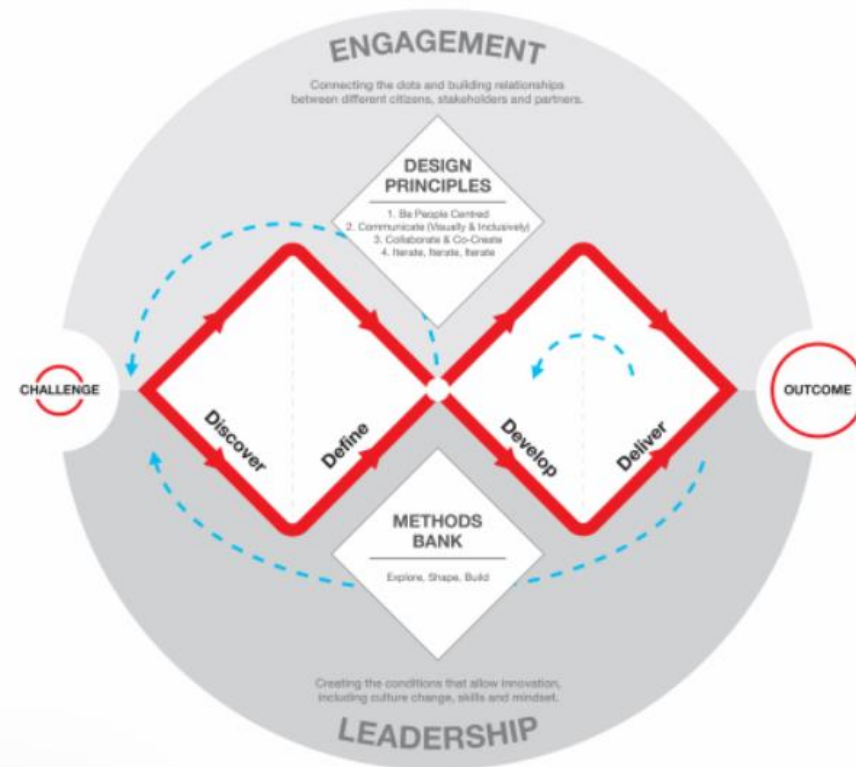 ENGAGEMENT
Connecting the dots and building relationships
between different citizens, stakeholders and partners.
DESIGN
PRINCIPLES
1. Be People Centred
2. Communicate (Visually & Inclusively)
3. Collaborate & Co-Create
4. Iterate, Iterate, Iterate
CHALLENGE
Discover
Define
Develop
Deliver
OUTCOME
METHODS
BANK
Explore, Shape, Build
Creating the conditions that allow innovation,
including culture change, skills and mindset.
LEADERSHIP